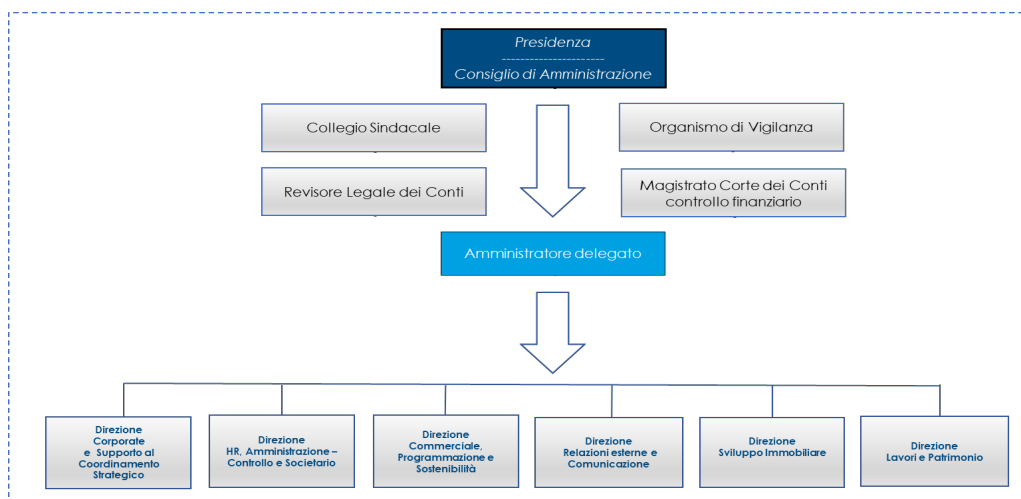 Presidenza
----------------------
Consiglio di Amministrazione
Collegio Sindacale
Organismo di Vigilanza
Revisore Legale dei Conti
Magistrato Corte dei Conti
controllo finanziario
Amministratore delegato
Direzione
Corporate
e Supporto al
Coordinamento
Strategico
Direzione
HR, Amministrazione –
Controllo e Societario
Direzione
Commerciale,
Programmazione e
Sostenibilità
Direzione
Relazioni esterne e
Comunicazione
Direzione
Sviluppo Immobiliare
Direzione
Lavori e Patrimonio